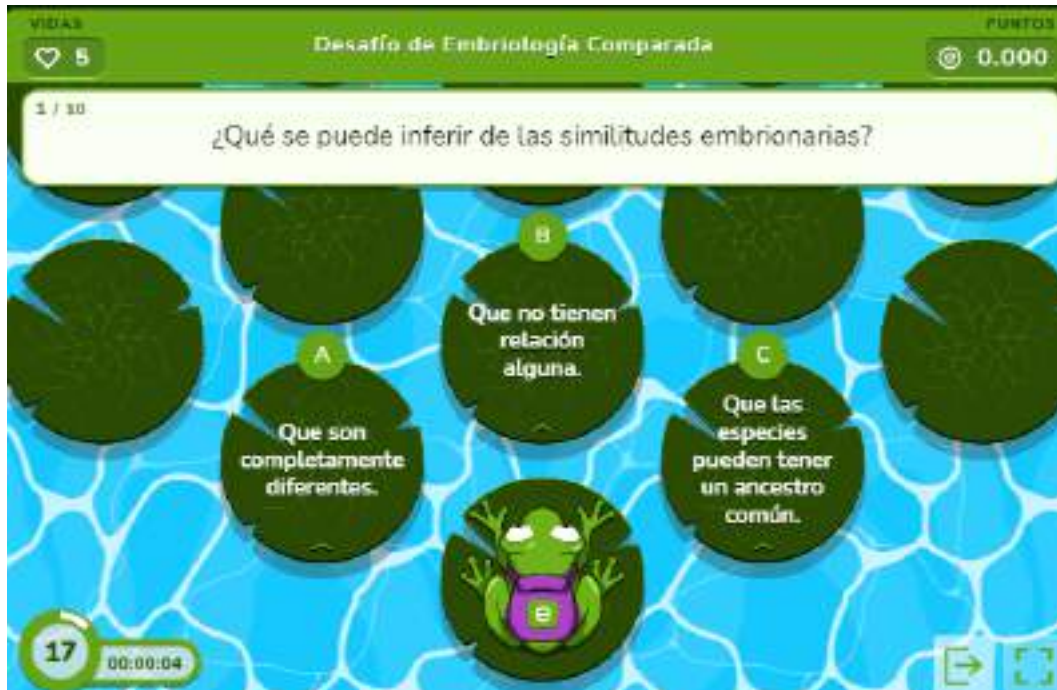 VIDAS
5
Desafío de Embriología Comparada
PUNTOS
0.000
1 / 10
¿Qué se puede inferir de las similitudes embrionarias?
A
Que son
completamente
diferentes.
B
Que no tienen
relación
alguna.
C
Que las
especies
pueden tener
un ancestro
común.
e
17
00:00:04